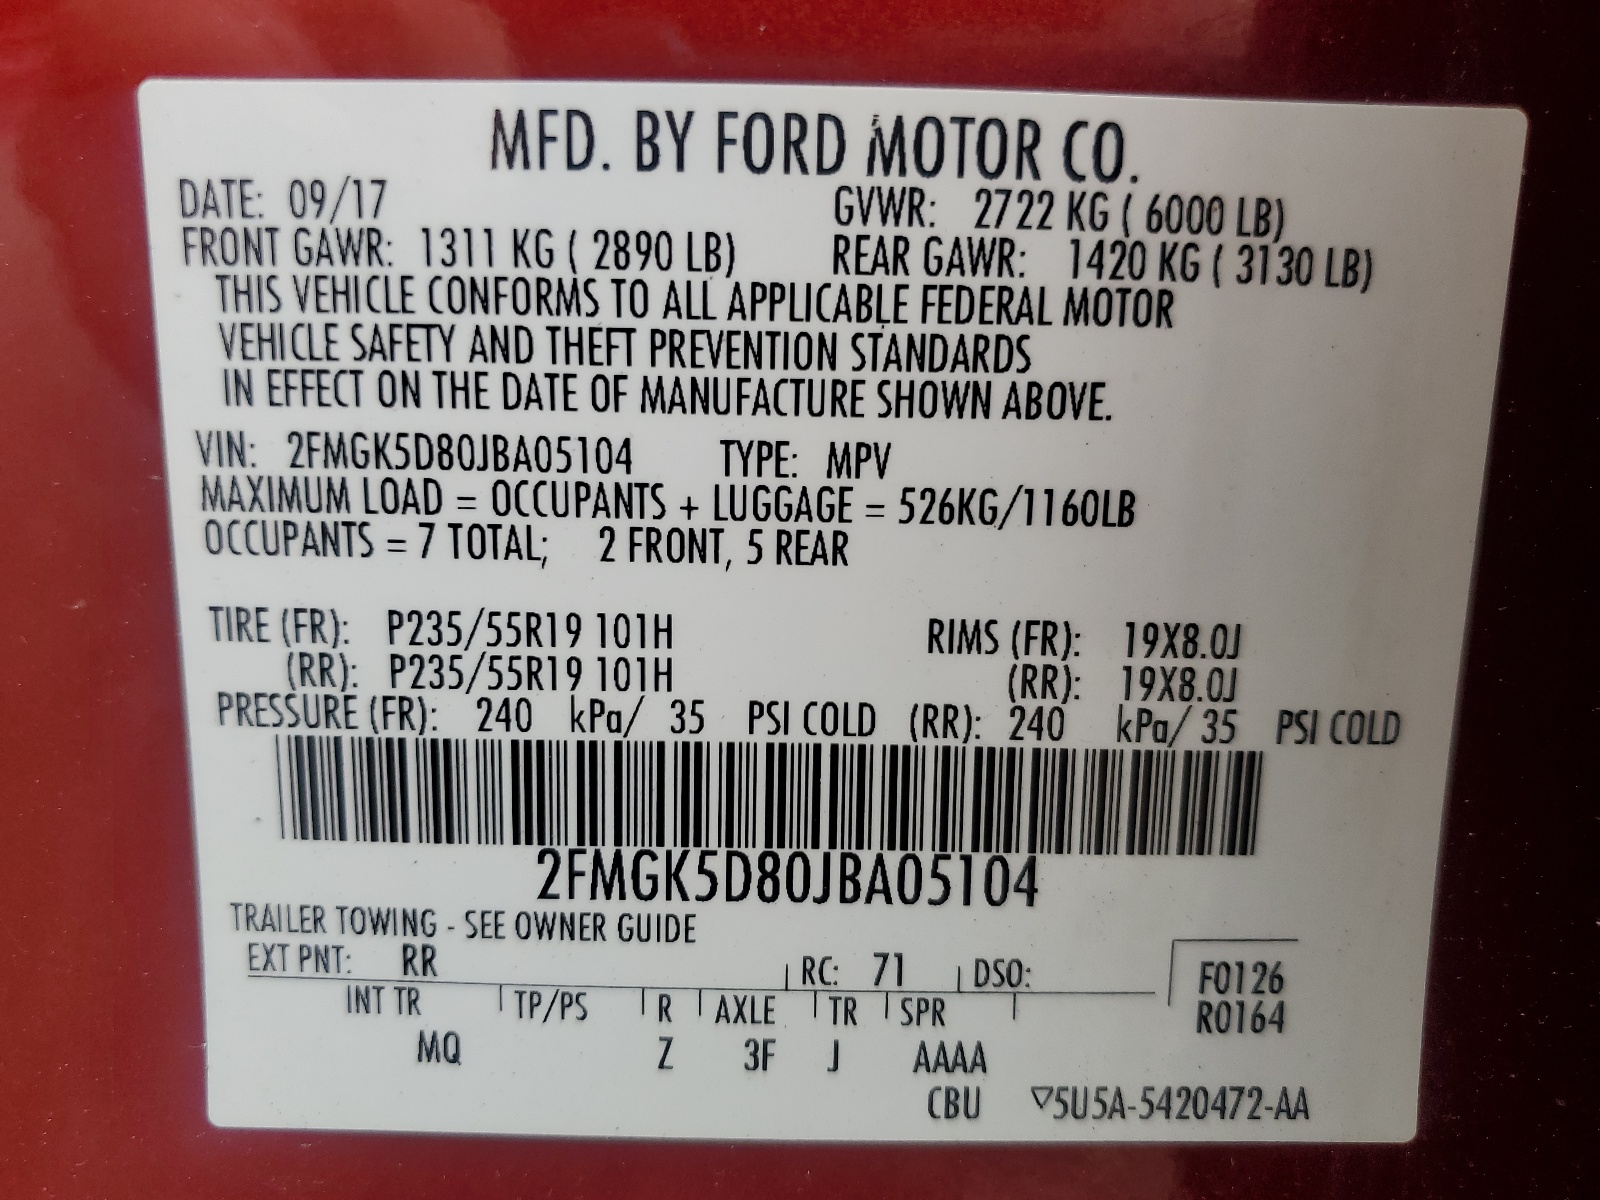 MFD. BY FORD MOTOR CO.
DATE: 09/17 GVWR: 2722 KG ( 6000 LB)
FRONT GAWR: 1311 KG ( 2890 LB) REAR GAWR: 1420 KG ( 3130 LB)
THIS VEHICLE CONFORMS TO ALL APPLICABLE FEDERAL MOTOR
VEHICLE SAFETY AND THEFT PREVENTION STANDARDS
IN EFFECT ON THE DATE OF MANUFACTURE SHOWN ABOVE.
VIN: 2FMGK5D80JBA05104 TYPE: MPV
MAXIMUM LOAD = OCCUPANTS + LUGGAGE = 526KG/1160LB
OCCUPANTS = 7 TOTAL; 2 FRONT, 5 REAR
TIRE (FR): P235/55R19 101H RIMS (FR): 19X8.0J
(RR): P235/55R19 101H (RR): 19X8.0J
PRESSURE (FR): 240 kPa/ 35 PSI COLD (RR): 240 kPa/ 35 PSI COLD
2FMGK5D80JBA05104
TRAILER TOWING - SEE OWNER GUIDE
EXT PNT: RR RC: 71 DSO: F0126
INT TR TP/PS R AXLE TR SPR R0164
MQ Z 3F J AAAA
CBU ▽5U5A-5420472-AA